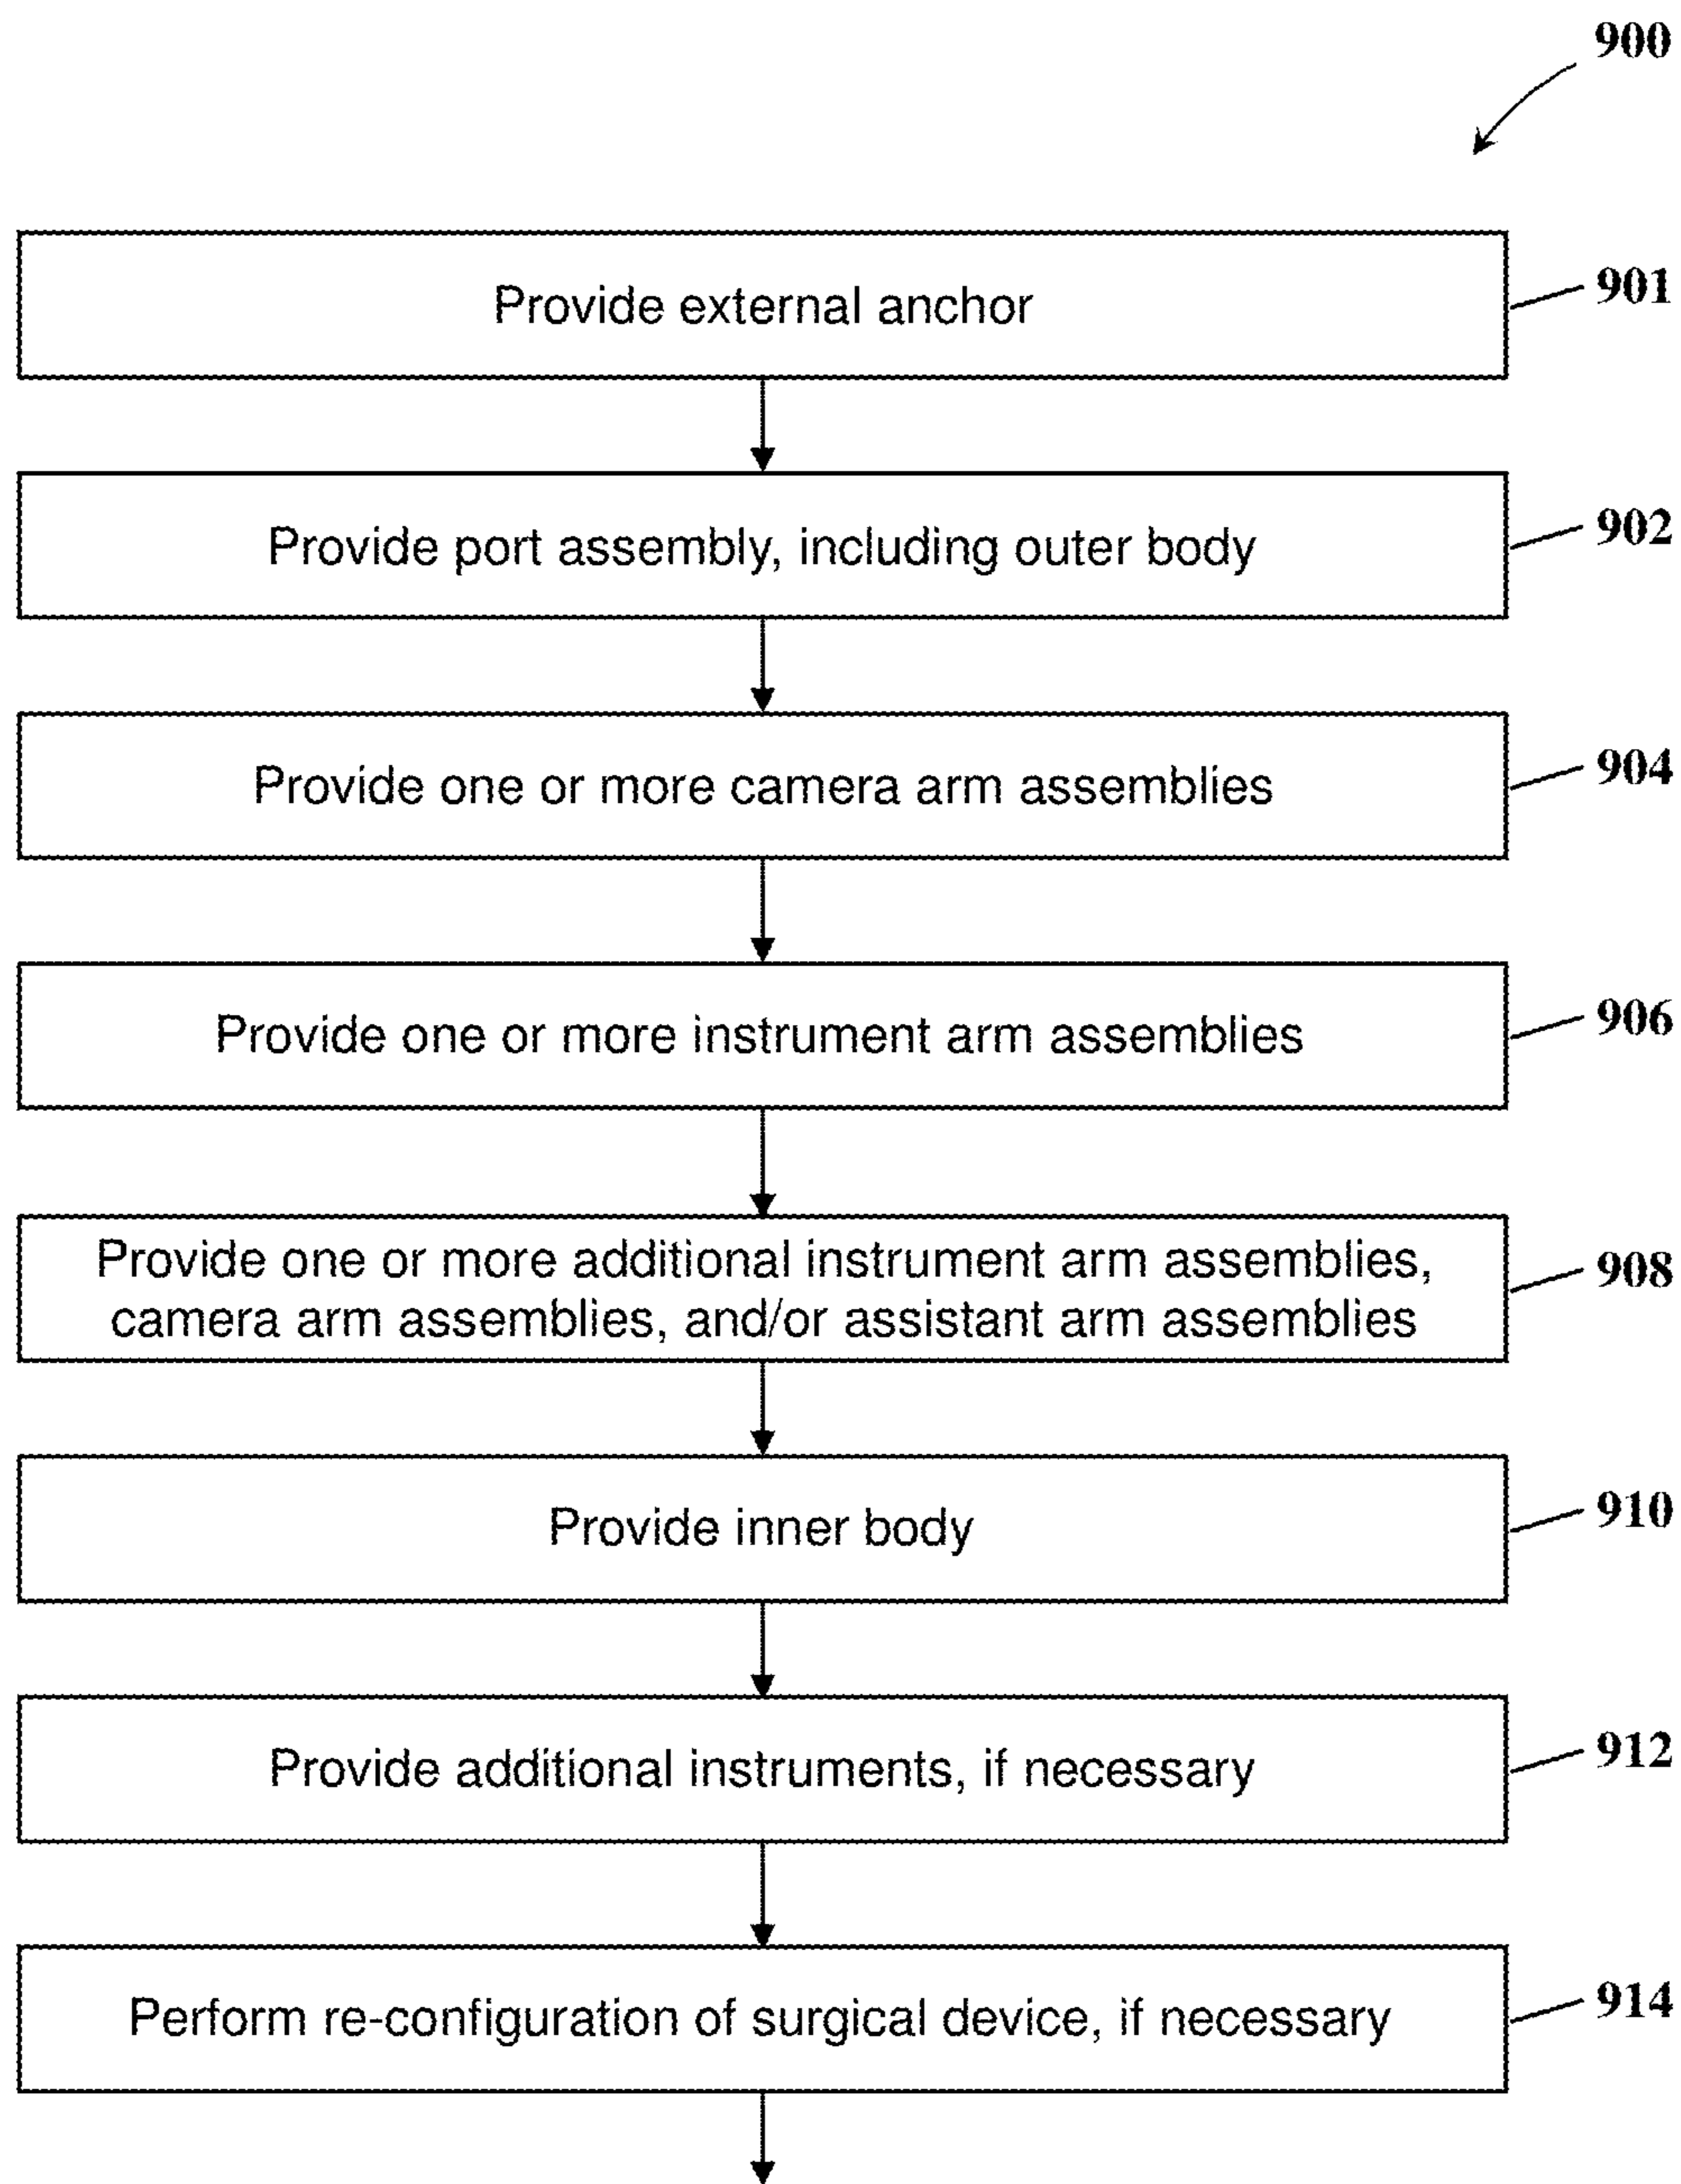 900
Provide external anchor
901
Provide port assembly, including outer body
902
Provide one or more camera arm assemblies
904
Provide one or more instrument arm assemblies
906
Provide one or more additional instrument arm assemblies,
camera arm assemblies, and/or assistant arm assemblies
908
Provide inner body
910
Provide additional instruments, if necessary
912
Perform re-configuration of surgical device, if necessary
914